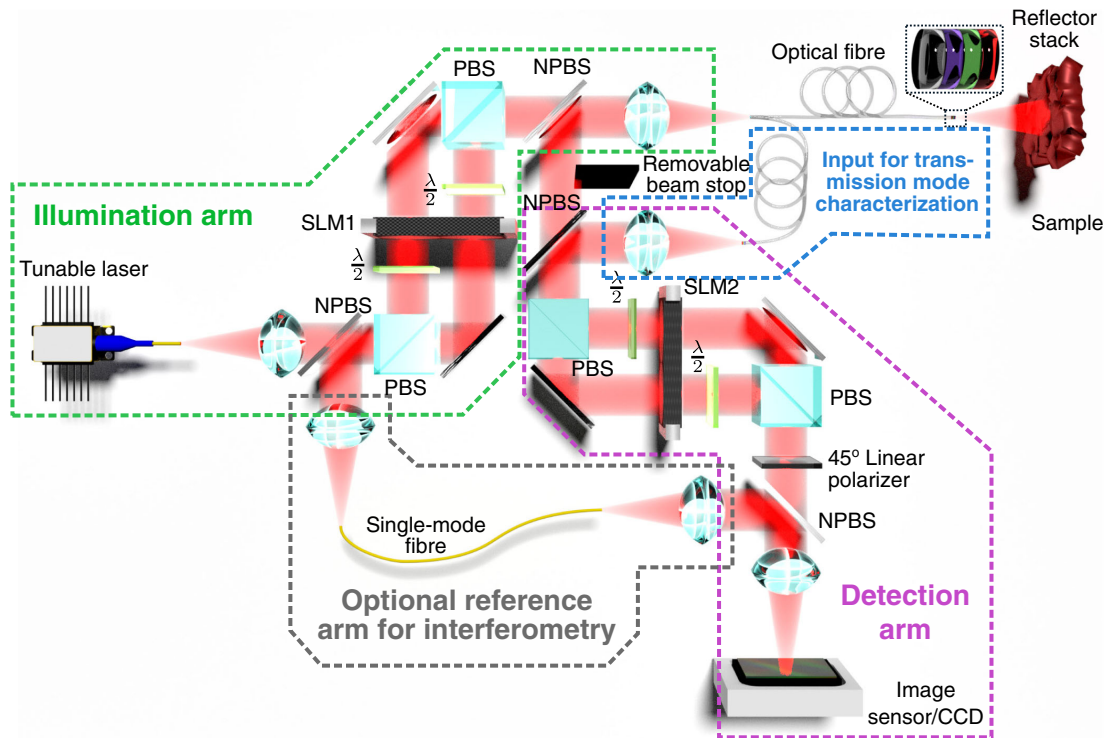 Reflector
stack
Optical fibre
NPBS
PBS
Removable
beam stop
Input for trans-
mission mode
characterization
λ/2
NPBS
Illumination arm
SLM1
Sample
λ/2
Tunable laser
λ/2
SLM2
NPBS
λ/2
PBS
PBS
PBS
45º Linear
polarizer
NPBS
Single-mode
fibre
Optional reference
arm for interferometry
Detection
arm
Image
sensor/CCD